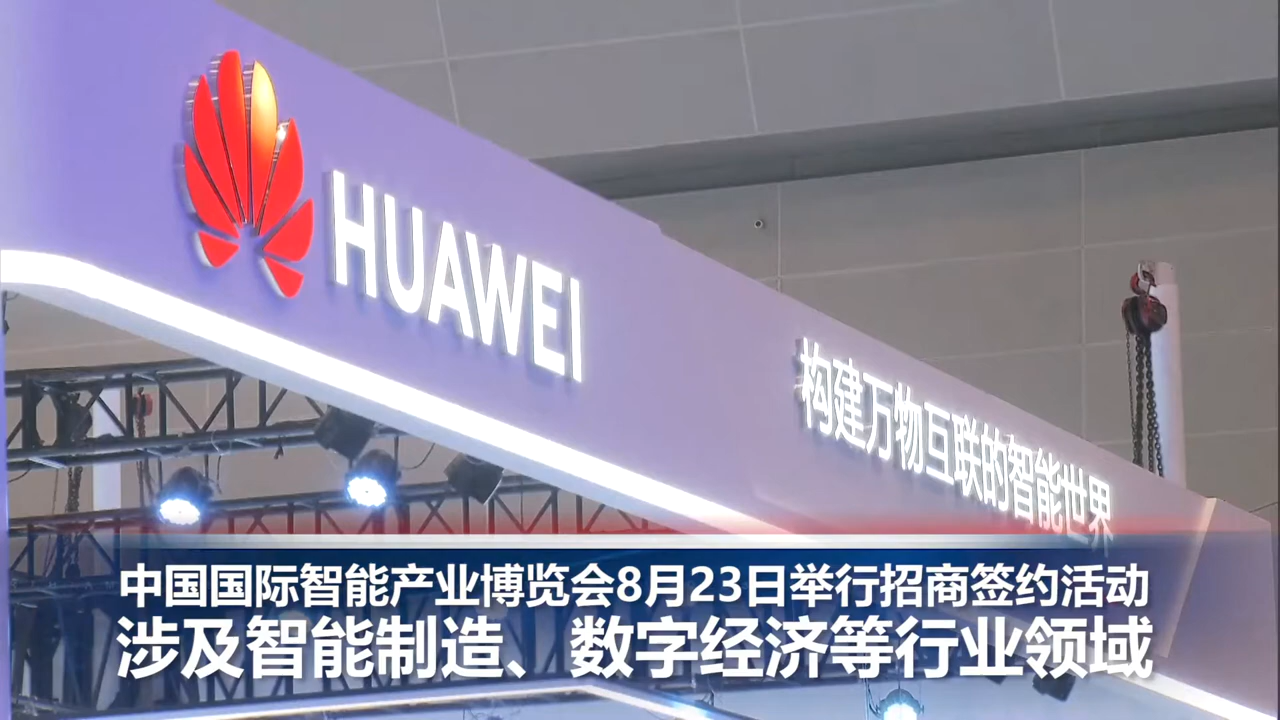 HUAWEI
构建万物互联的智能世界
中国国际智能产业博览会8月23日举行招商签约活动
涉及智能制造、数字经济等行业领域